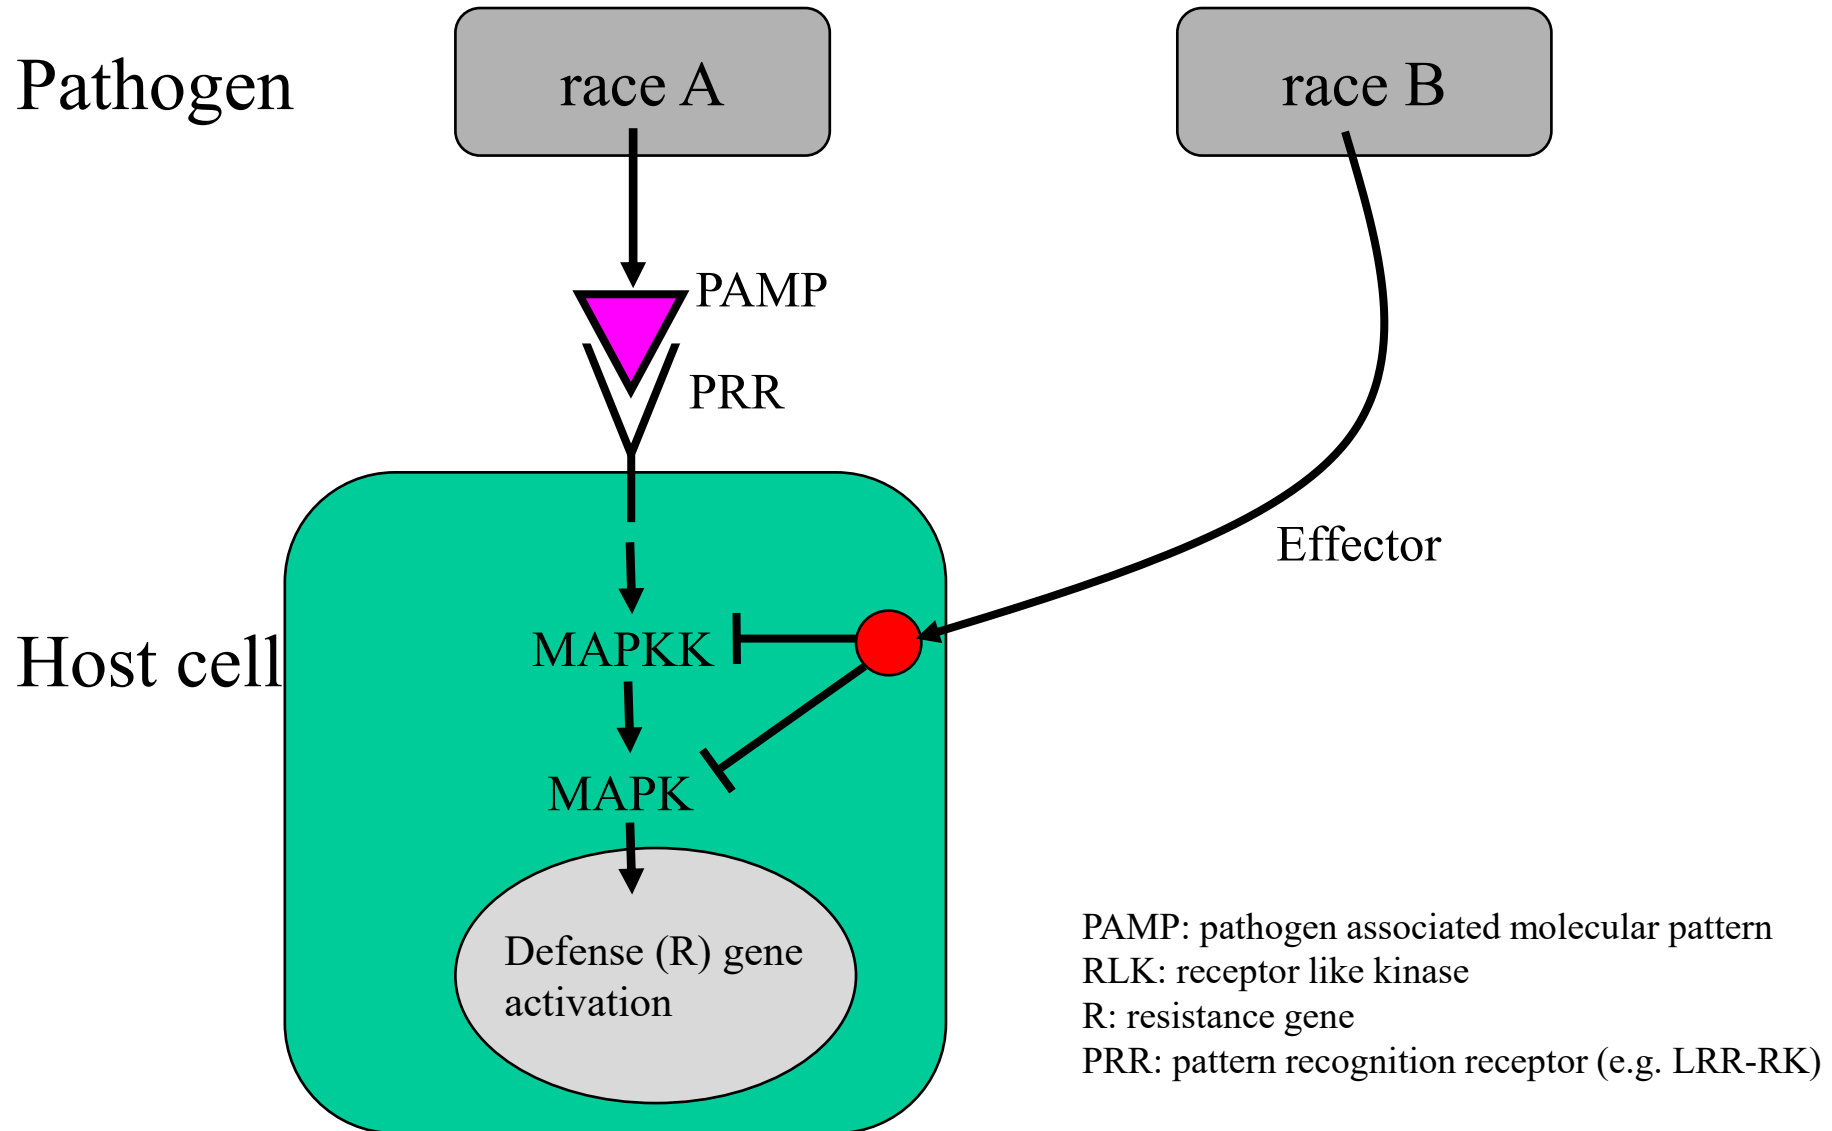 Pathogen
race A
race B
PAMP
PRR
Effector
Host cell
MAPKK
MAPK
Defense (R) gene
activation
PAMP: pathogen associated molecular pattern
RLK: receptor like kinase
R: resistance gene
PRR: pattern recognition receptor (e.g. LRR-RK)